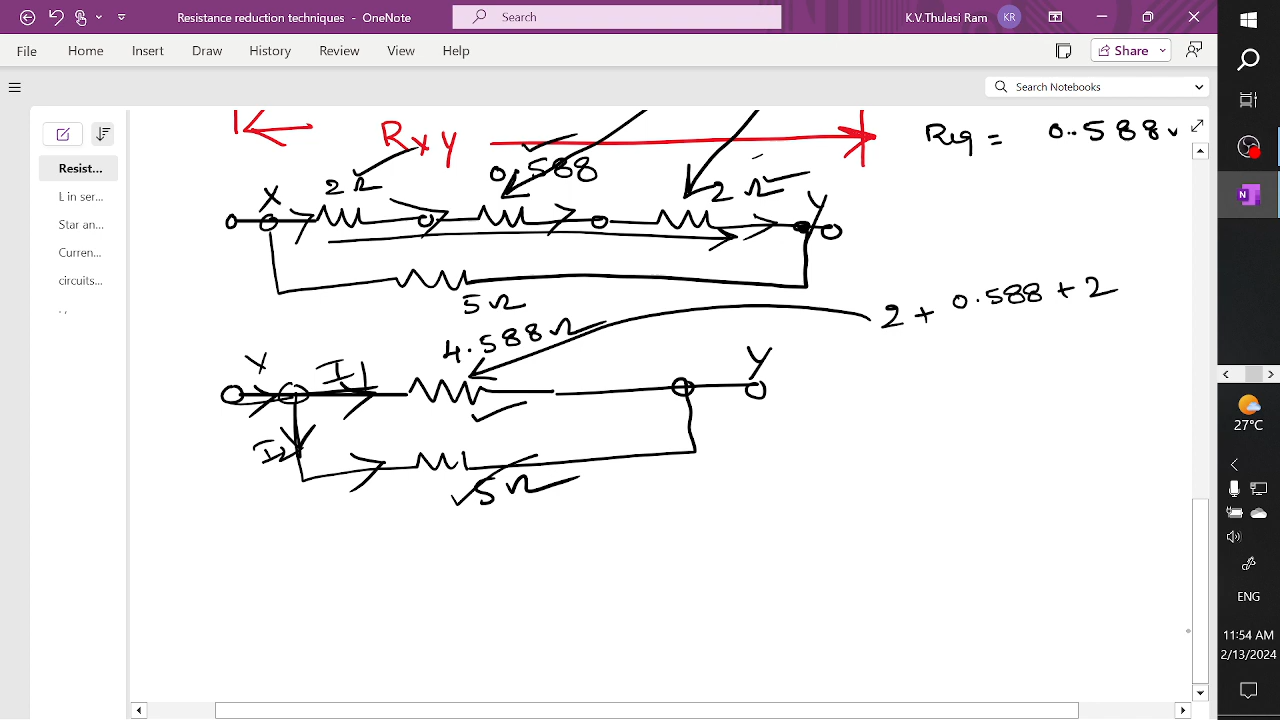 Resistance reduction techniques - OneNote
Search
K.V.Thulasi Ram
KR
File Home Insert Draw History Review View Help
Share
Search Notebooks
Resist...
L in ser...
Star an...
Curren...
circuits...
Rxy
Req = 0.588
2Ω 0.588 2Ω
X Y
5Ω
2 + 0.588 + 2
4.588Ω
X I1 Y
I2
5Ω
27°C
ENG
11:54 AM
2/13/2024